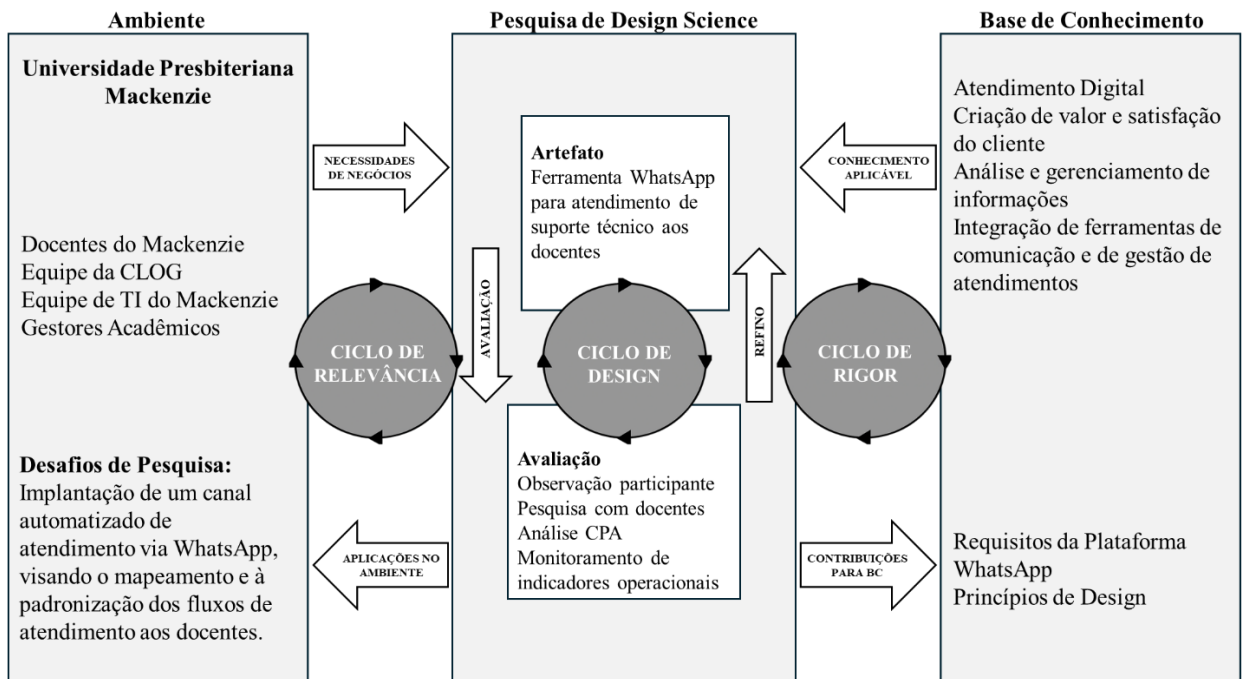 Ambiente
Universidade Presbiteriana
Mackenzie
Docentes do Mackenzie
Equipe da CLOG
Equipe de TI do Mackenzie
Gestores Acadêmicos
Desafios de Pesquisa:
Implantação de um canal
automatizado de
atendimento via WhatsApp,
visando o mapeamento e à
padronização dos fluxos de
atendimento aos docentes.
NECESSIDADES
DE NEGÓCIOS
CICLO DE
RELEVÂNCIA
APLICAÇÕES NO
AMBIENTE
Pesquisa de Design Science
Artefato
Ferramenta WhatsApp
para atendimento de
suporte técnico aos
docentes
AVALIAÇÃO
CICLO DE
DESIGN
REFINO
Avaliação
Observação participante
Pesquisa com docentes
Análise CPA
Monitoramento de
indicadores operacionais
CONHECIMENTO
APLICÁVEL
CICLO DE
RIGOR
CONTRIBUIÇÕES
PARA BC
Base de Conhecimento
Atendimento Digital
Criação de valor e satisfação
do cliente
Análise e gerenciamento de
informações
Integração de ferramentas de
comunicação e de gestão de
atendimentos
Requisitos da Plataforma
WhatsApp
Princípios de Design